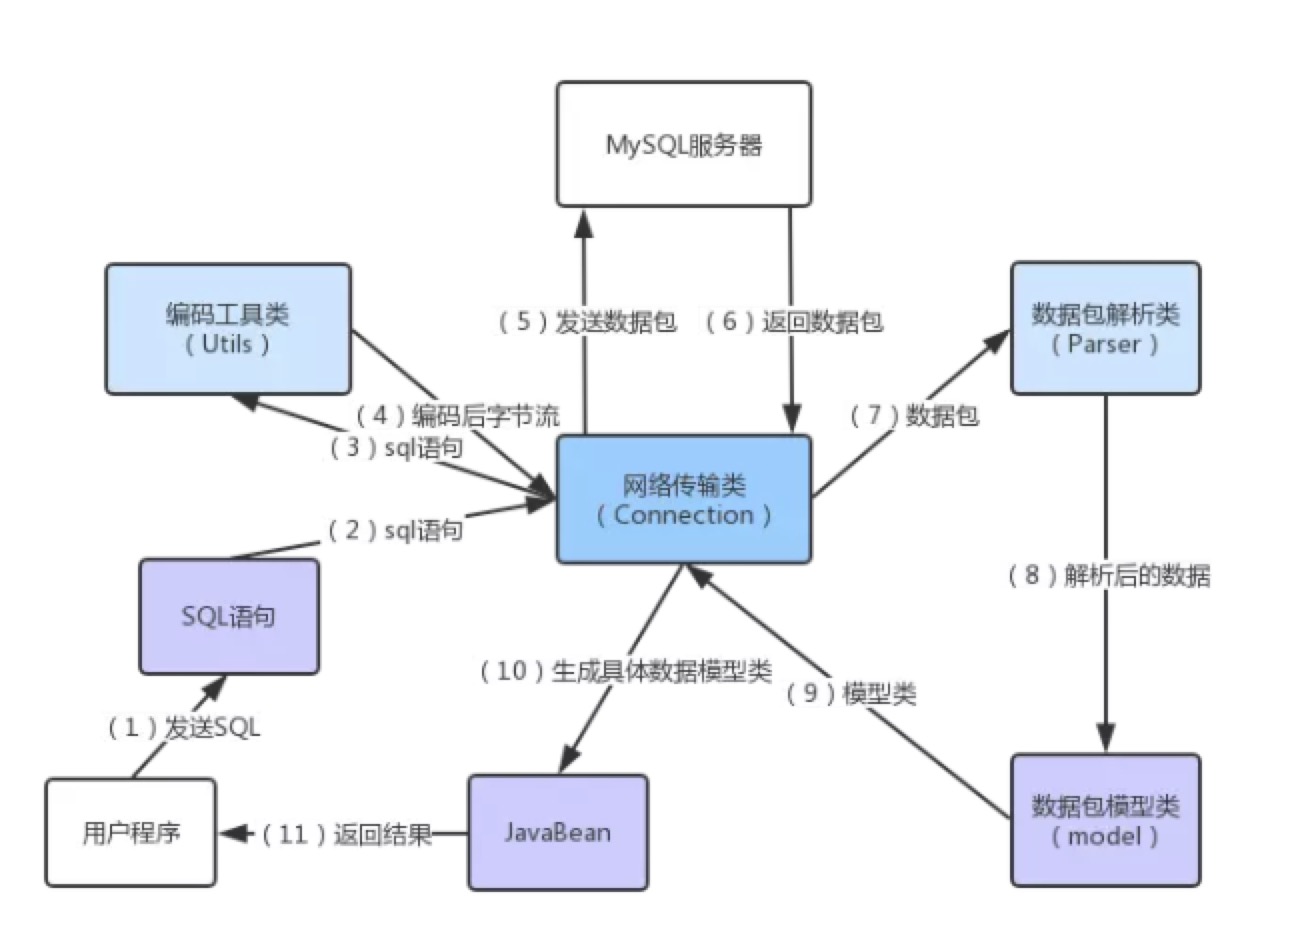 MySQL服务器
编码工具类
（Utils）
（5）发送数据包
（6）返回数据包
数据包解析类
（Parser）
（4）编码后字节流
（3）sql语句
（7）数据包
网络传输类
（Connection）
（2）sql语句
SQL语句
（8）解析后的数据
（10）生成具体数据模型类
（9）模型类
（1）发送SQL
用户程序
（11）返回结果
JavaBean
数据包模型类
（model）